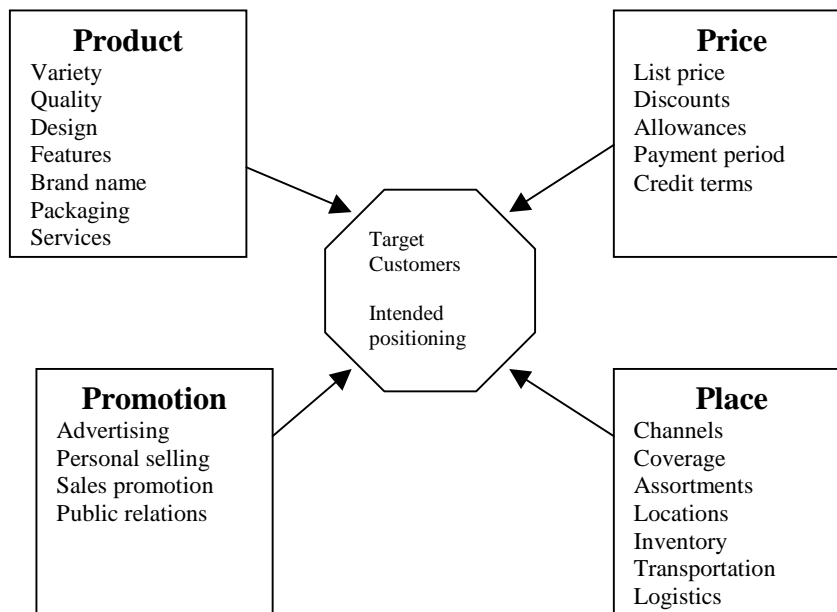 Product
Variety
Quality
Design
Features
Brand name
Packaging
Services
Price
List price
Discounts
Allowances
Payment period
Credit terms
Target
Customers
Intended
positioning
Promotion
Advertising
Personal selling
Sales promotion
Public relations
Place
Channels
Coverage
Assortments
Locations
Inventory
Transportation
Logistics